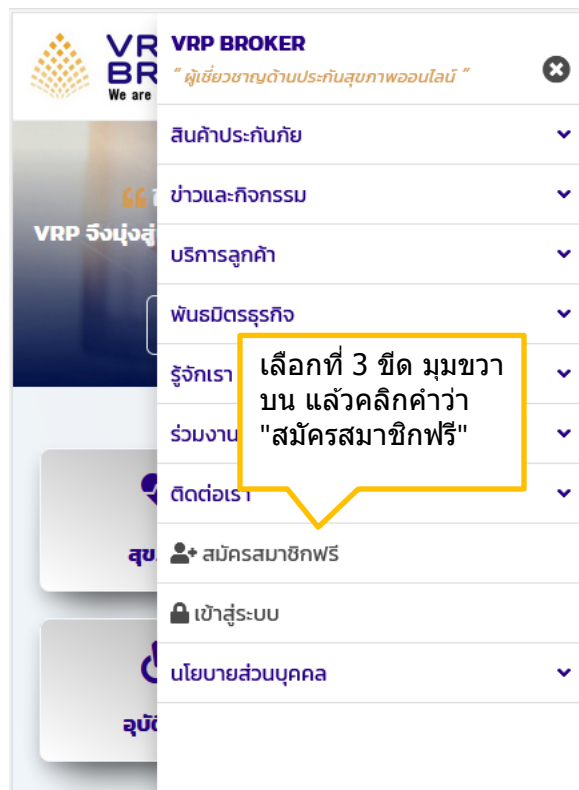 VRP BROKER
" ผู้เชี่ยวชาญด้านประกันสุขภาพออนไลน์ "
We are
VRP จึงมุ่งสู่
สินค้าประกันภัย
ข่าวและกิจกรรม
บริการลูกค้า
พันธมิตรธุรกิจ
รู้จักเรา
ร่วมงาน
ติดต่อเรา
เลือกที่ 3 ขีด มุมขวา
บน แล้วคลิกคำว่า
"สมัครสมาชิกฟรี"
สมัครสมาชิกฟรี
เข้าสู่ระบบ
นโยบายส่วนบุคคล